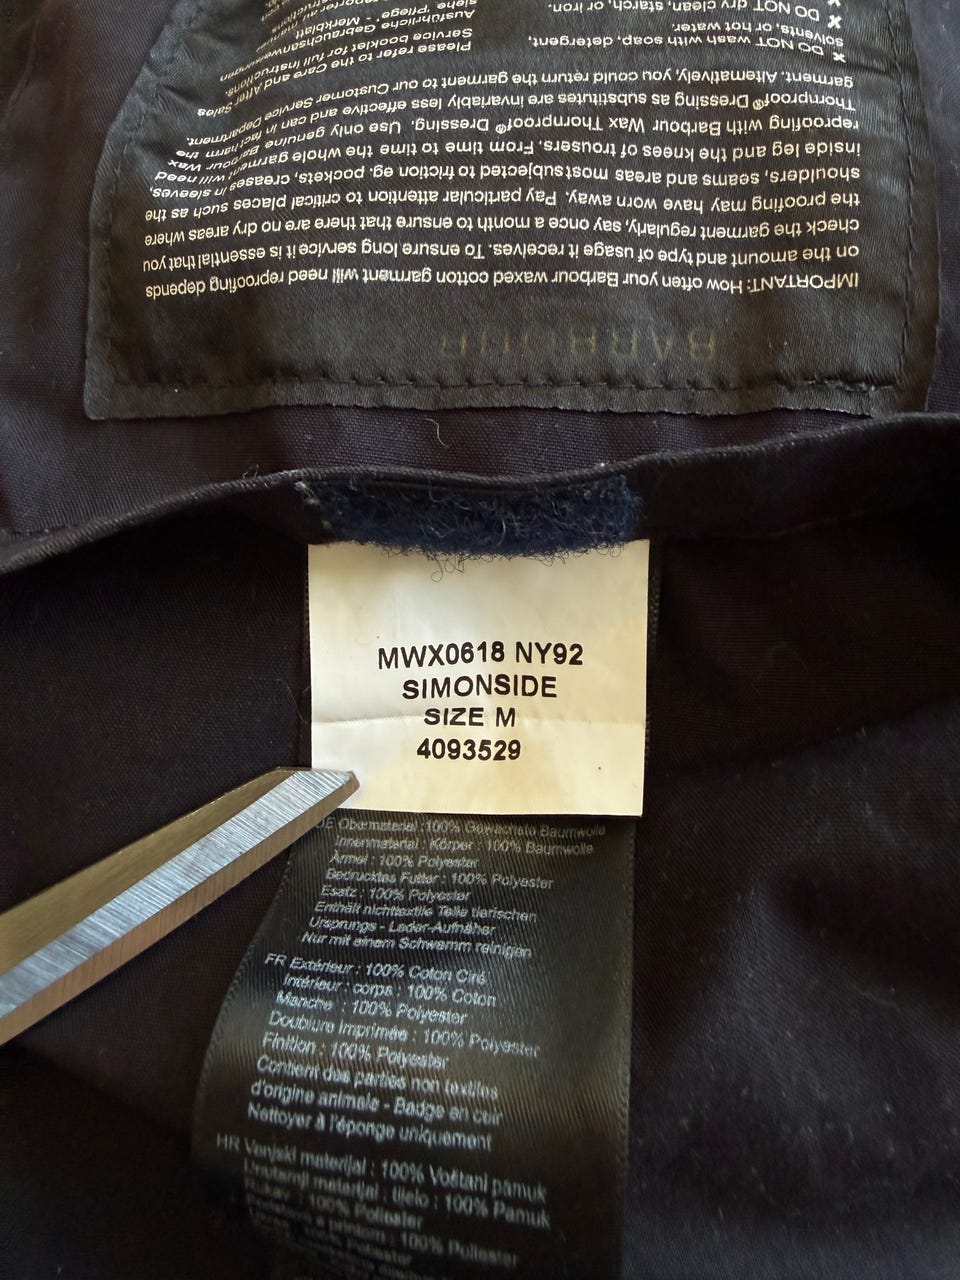 BARBOUR
IMPORTANT: How often your Barbour waxed cotton garment will need reproofing depends
on the amount and type of usage it receives. To ensure long service it is essential that you
check the garment regularly, say once a month to ensure that there are no dry areas where
the proofing may have worn away. Pay particular attention to critical places such as the
shoulders, seams and areas most subjected to friction eg. pockets, creases in sleeves,
inside leg and the knees of trousers. From time to time the whole garment will need
reproofing with Barbour Wax Thornproof® Dressing. Use only genuine Barbour Wax
Thornproof® Dressing as substitutes are invariably less effective and can in fact harm the
garment. Alternatively, you could return the garment to our Customer Service Department.
✖ DO NOT wash with soap, detergent,
solvents, or hot water.
✖ DO NOT dry clean, starch, or iron.
✖
Please refer to the Care and After Sales
Service booklet for full instructions.
Ausführliche Gebrauchsanweisungen
siehe "Pflege" - Merkblatt.
MWX0618 NY92
SIMONSIDE
SIZE M
4093529
DE Obermaterial :100% Gewachste Baumwolle
Innenmaterial : Körper : 100% Baumwolle
Ärmel : 100% Polyester
Bedrucktes Futter : 100% Polyester
Esatz : 100% Polyester
Enthält nichttextile Teile tierischen
Ursprungs - Leder-Aufnäher
Nur mit einem Schwamm reinigen
FR Extérieur : 100% Coton Ciré
Intérieur : corps : 100% Coton
Manche : 100% Polyester
Doublure Imprimée : 100% Polyester
Finition : 100% Polyester
Contient des parties non textiles
d'origine animale - Badge en cuir
Nettoyer à l'éponge uniquement
HR Vanjski materijal : 100% Voštani pamuk
materijal : tijelo : 100% Pamuk
: 100% Poliester
: 100% Poliester